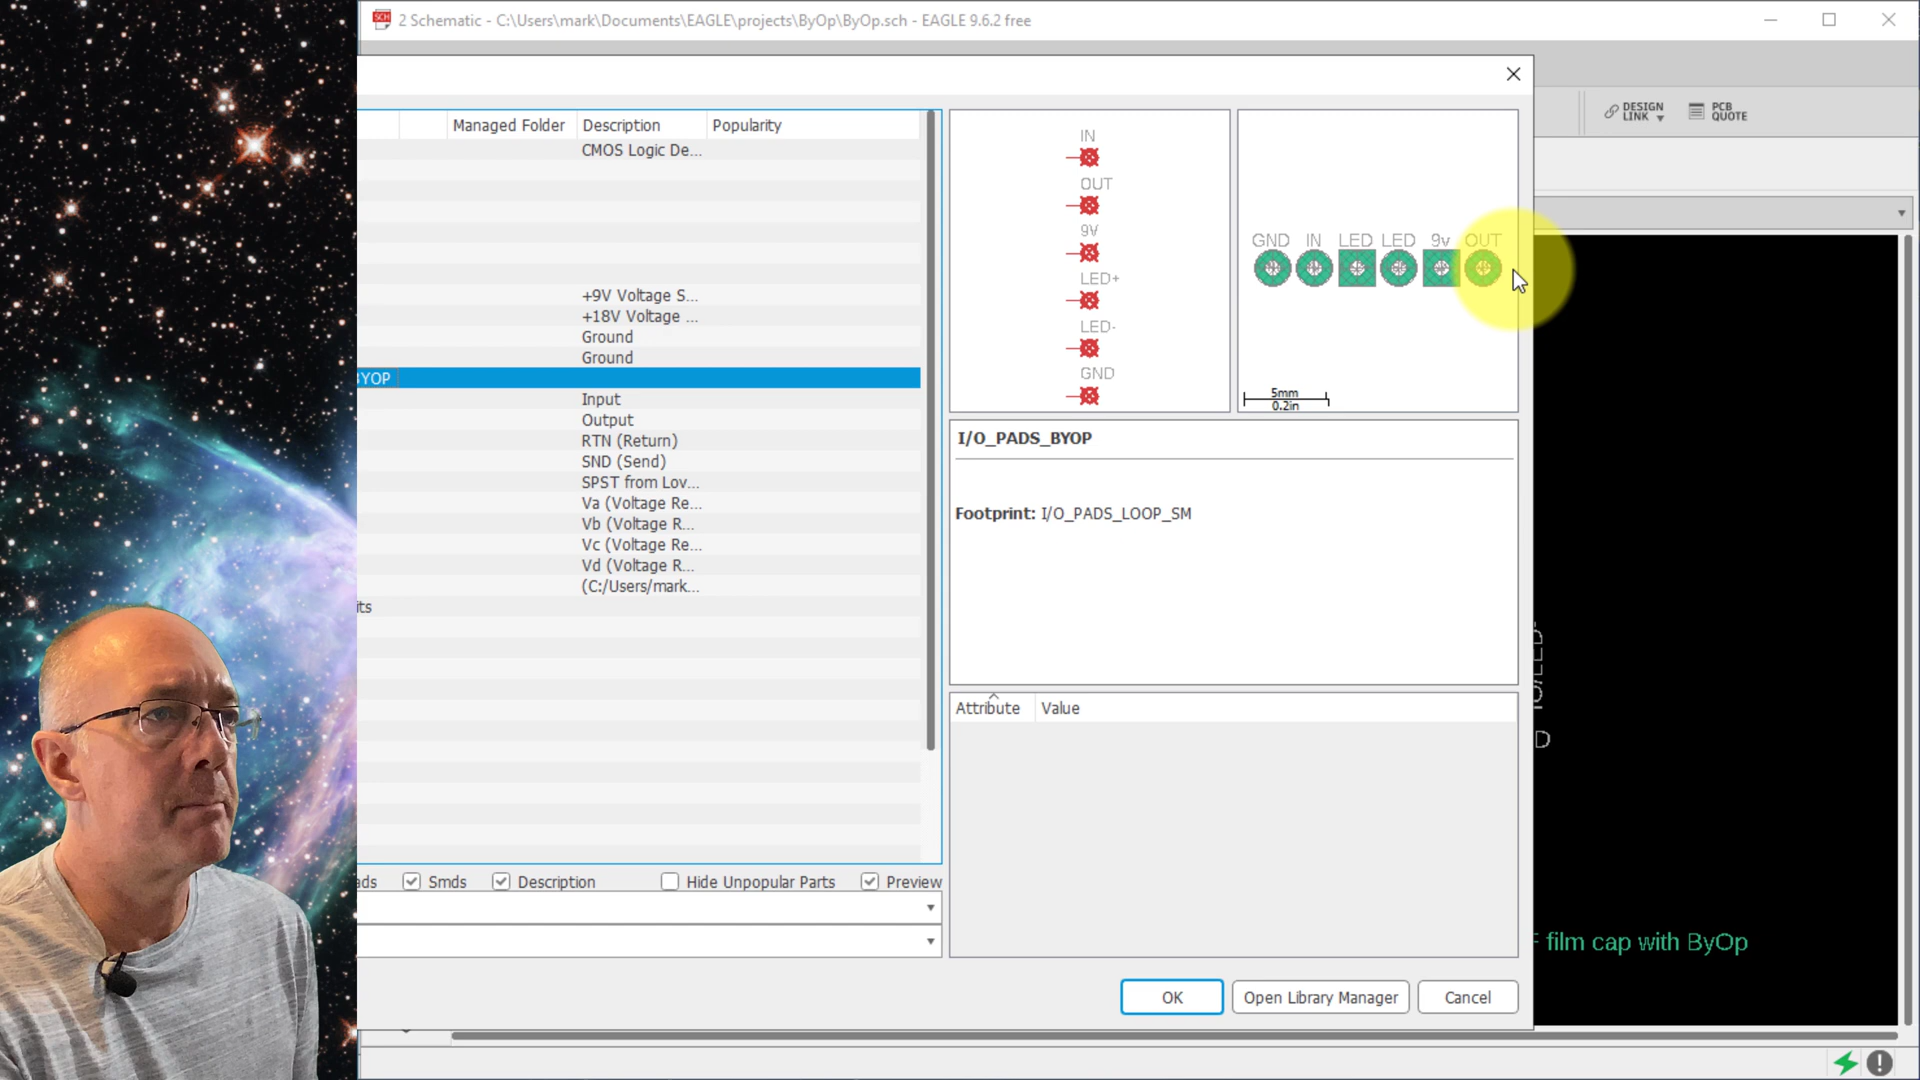 2 Schematic - C:\Users\mark\Documents\EAGLE\projects\ByOp\ByOp.sch - EAGLE 9.6.2 free
DESIGN LINK
PCB QUOTE
Managed Folder Description Popularity
CMOS Logic De...
+9V Voltage S...
+18V Voltage ...
Ground
Ground
BYOP
Input
Output
RTN (Return)
SND (Send)
SPST from Lov...
Va (Voltage Re...
Vb (Voltage R...
Vc (Voltage Re...
Vd (Voltage R...
(C:/Users/mark...
its
ads Smds Description Hide Unpopular Parts Preview
IN
OUT
9V
LED+
LED-
GND
GND IN LED LED 9v OUT
5mm
0.2in
I/O_PADS_BYOP
Footprint: I/O_PADS_LOOP_SM
Attribute Value
OK Open Library Manager Cancel
D
film cap with ByOp